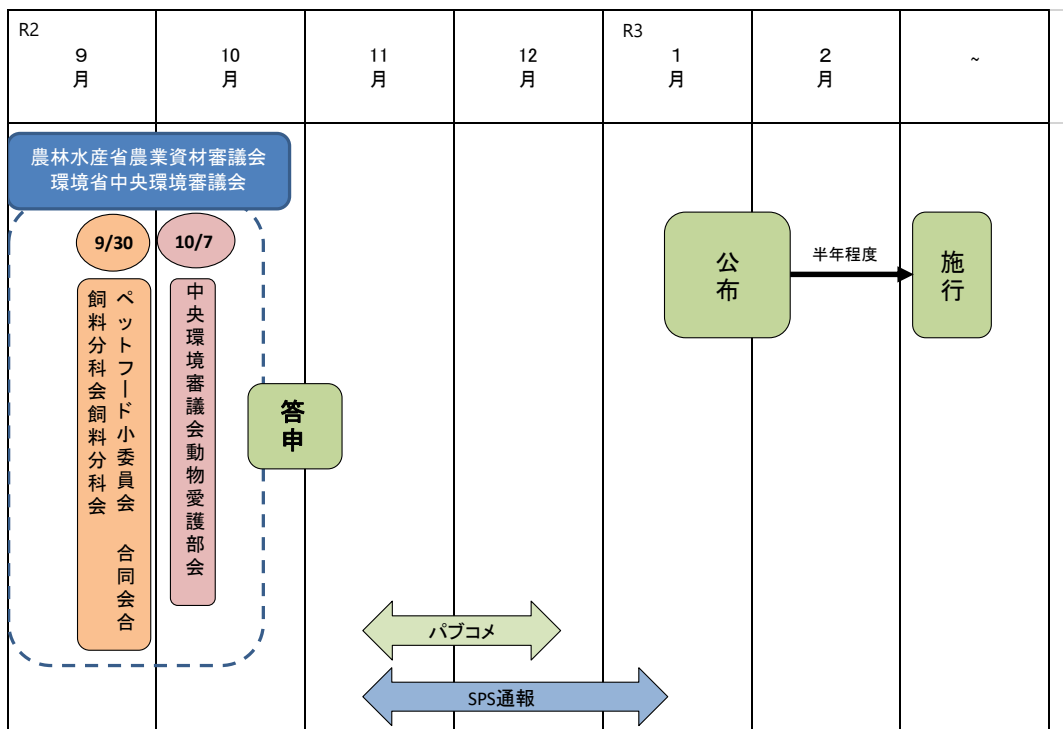 R2
9
月
10
月
11
月
12
月
R3
1
月
2
月
~
農林水産省農業資材審議会
環境省中央環境審議会
9/30
10/7
ペットフード小委員会 合同会合
飼料分科会飼料分科会
中央環境審議会動物愛護部会
答申
公布
半年程度
施行
パブコメ
SPS通報